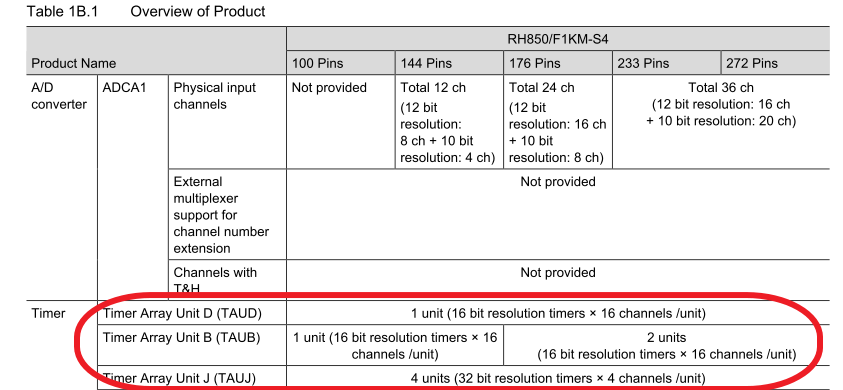 Table 1B.1 Overview of Product
RH850/F1KM-S4
Product Name
100 Pins
144 Pins
176 Pins
233 Pins
272 Pins
A/D
converter
ADCA1
Physical input
channels
Not provided
Total 12 ch
(12 bit
resolution:
8 ch + 10 bit
resolution: 4 ch)
Total 24 ch
(12 bit
resolution: 16 ch
+ 10 bit
resolution: 8 ch)
Total 36 ch
(12 bit resolution: 16 ch
+ 10 bit resolution: 20 ch)
External
multiplexer
support for
channel number
extension
Not provided
Channels with
T&H
Not provided
Timer
Timer Array Unit D (TAUD)
1 unit (16 bit resolution timers × 16 channels /unit)
Timer Array Unit B (TAUB)
1 unit (16 bit resolution timers × 16
channels /unit)
2 units
(16 bit resolution timers × 16 channels /unit)
Timer Array Unit J (TAUJ)
4 units (32 bit resolution timers × 4 channels /unit)